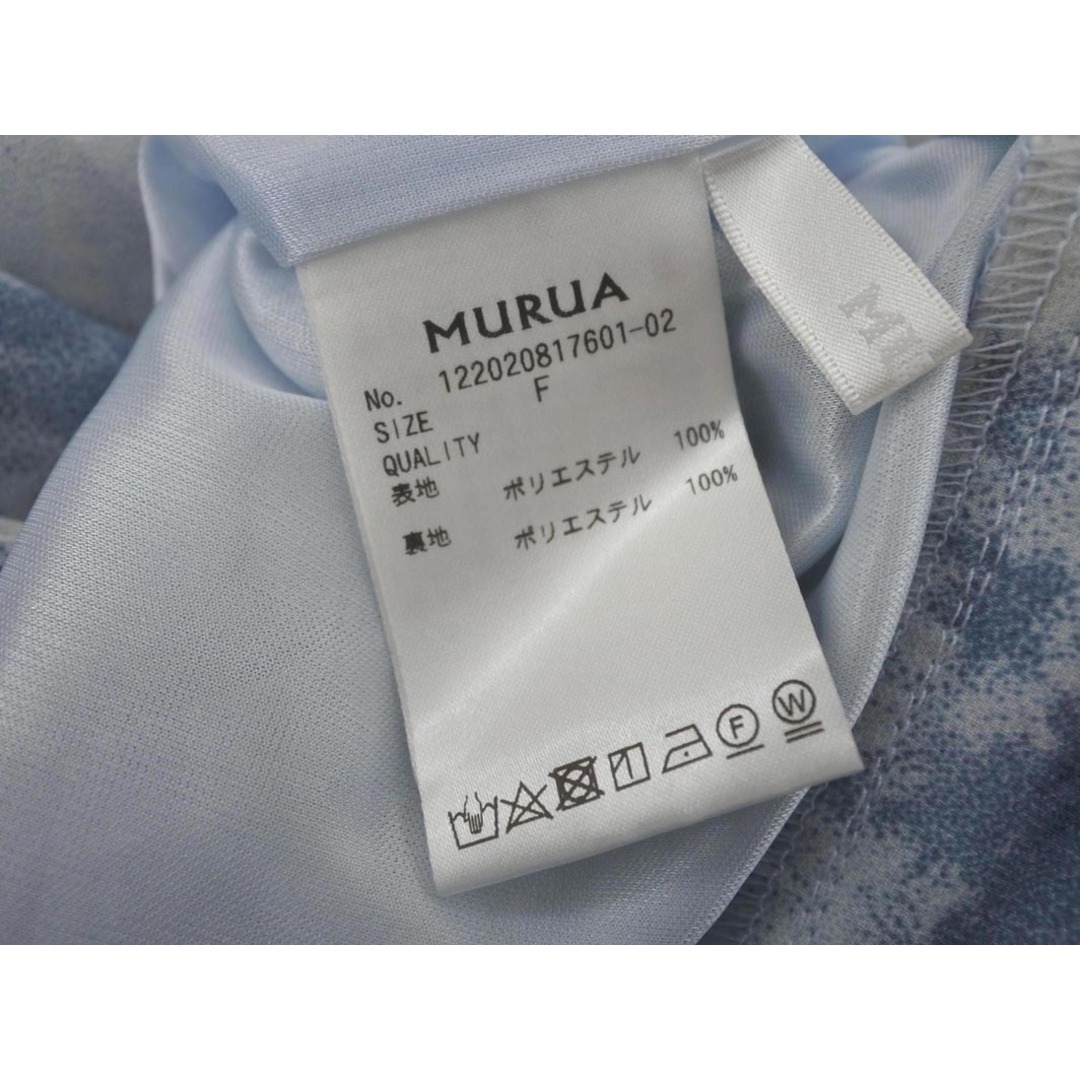 MURUA
No. 122020817601-02
SIZE F
QUALITY
表地 ポリエステル 100%
裏地 ポリエステル 100%
F
W